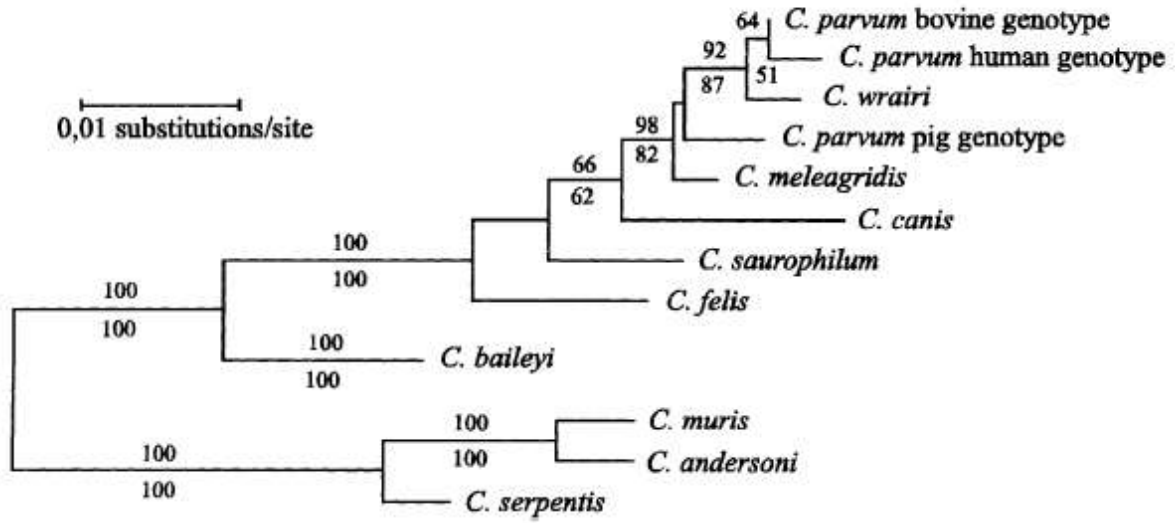 64
C. parvum bovine genotype
92
C. parvum human genotype
87
51
C. wrairi
0,01 substitutions/site
98
C. parvum pig genotype
82
66
C. meleagridis
62
C. canis
100
C. saurophilum
100
100
C. felis
100
100
C. baileyi
100
100
C. muris
100
100
C. andersoni
100
C. serpentis